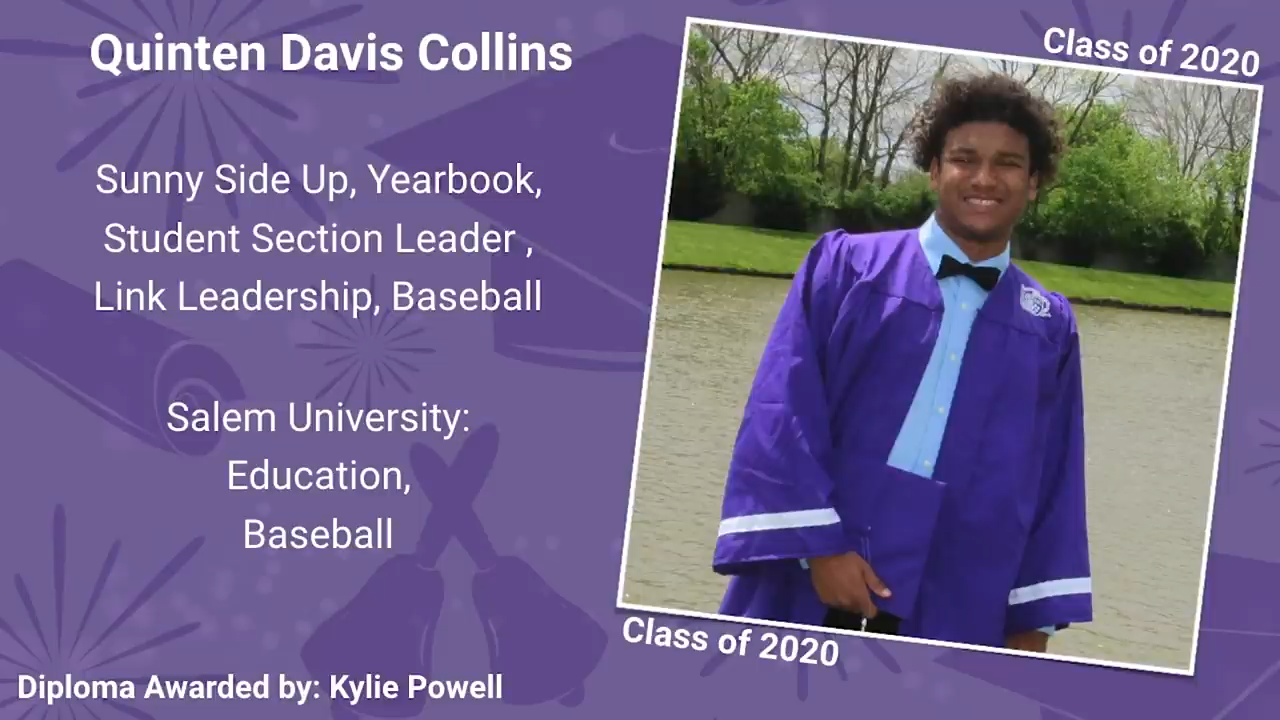 Quinten Davis Collins
Class of 2020
Sunny Side Up, Yearbook,
Student Section Leader ,
Link Leadership, Baseball
Salem University:
Education,
Baseball
Class of 2020
Diploma Awarded by: Kylie Powell